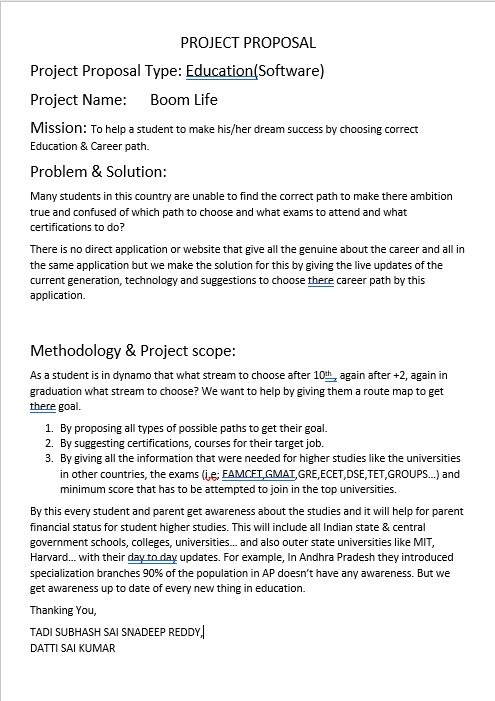 PROJECT PROPOSAL
Project Proposal Type: Education(Software)
Project Name: Boom Life
Mission: To help a student to make his/her dream success by choosing correct
Education & Career path.
Problem & Solution:
Many students in this country are unable to find the correct path to make there ambition
true and confused of which path to choose and what exams to attend and what
certifications to do?
There is no direct application or website that give all the genuine about the career and all in
the same application but we make the solution for this by giving the live updates of the
current generation, technology and suggestions to choose there career path by this
application.
Methodology & Project scope:
As a student is in dynamo that what stream to choose after 10th, again after +2, again in
graduation what stream to choose? We want to help by giving them a route map to get
there goal.
1. By proposing all types of possible paths to get their goal.
2. By suggesting certifications, courses for their target job.
3. By giving all the information that were needed for higher studies like the universities
in other countries, the exams (i,e; EAMCET,GMAT,GRE,ECET,DSE,TET,GROUPS...) and
minimum score that has to be attempted to join in the top universities.
By this every student and parent get awareness about the studies and it will help for parent
financial status for student higher studies. This will include all Indian state & central
government schools, colleges, universities... and also outer state universities like MIT,
Harvard... with their day to day updates. For example, In Andhra Pradesh they introduced
specialization branches 90% of the population in AP doesn't have any awareness. But we
get awareness up to date of every new thing in education.
Thanking You,
TADI SUBHASH SAI SNADEEP REDDY,
DATTI SAI KUMAR